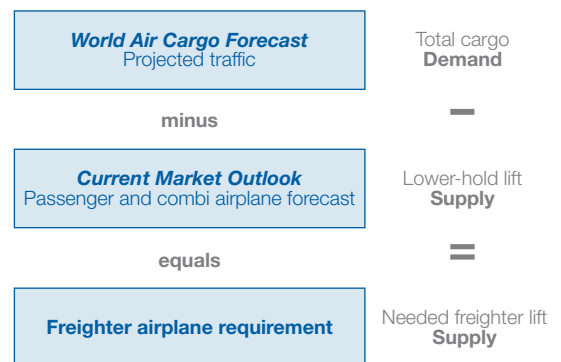 World Air Cargo Forecast
Projected traffic
Total cargo
Demand
minus
–
Current Market Outlook
Passenger and combi airplane forecast
Lower-hold lift
Supply
equals
=
Freighter airplane requirement
Needed freighter lift
Supply